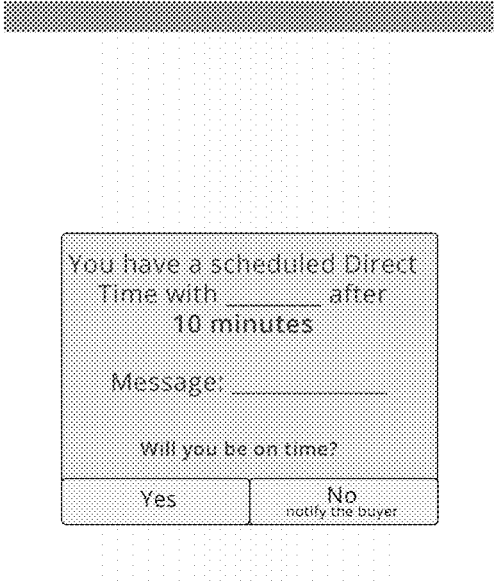 You have a scheduled Direct
Time with ________ after
10 minutes
Message: ____________
Will you be on time?
Yes
No
notify the buyer